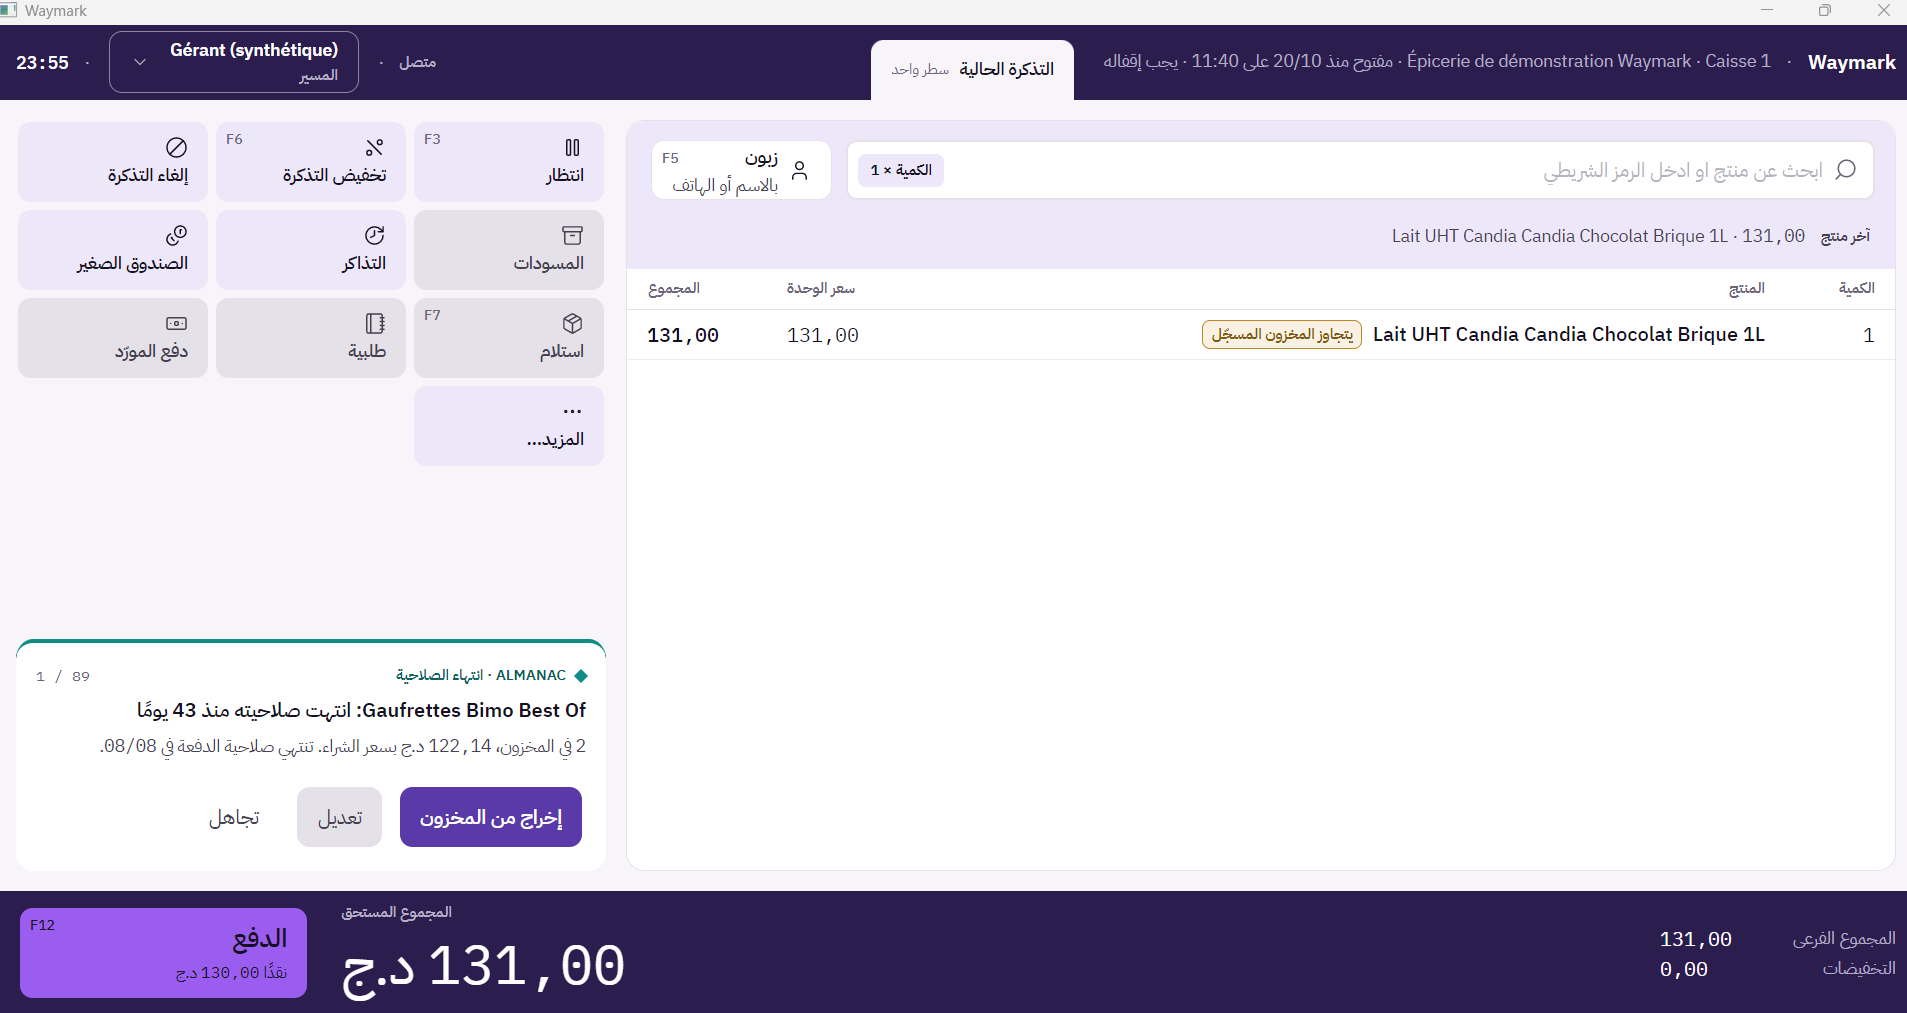 Waymark
Waymark · Épicerie de démonstration Waymark · Caisse 1 · مفتوح منذ 20/10 على 11:40 · يجب إقفاله
التذكرة الحالية سطر واحد
متصل ·
Gérant (synthétique)
المسير
· 23:55
ابحث عن منتج او ادخل الرمز الشريطي
الكمية × 1
زبون F5
بالاسم أو الهاتف
آخر منتج Lait UHT Candia Candia Chocolat Brique 1L · 131,00
الكمية المنتج سعر الوحدة المجموع
1 Lait UHT Candia Candia Chocolat Brique 1L يتجاوز المخزون المسجّل 131,00 131,00
F3 انتظار
F6 تخفيض التذكرة
إلغاء التذكرة
المسودات
التذاكر
الصندوق الصغير
F7 استلام
طلبية
دفع المورّد
المزيد...
ALMANAC · انتهاء الصلاحية
1 / 89
Gaufrettes Bimo Best Of: انتهت صلاحيته منذ 43 يومًا
2 في المخزون، 122,14 د.ج بسعر الشراء. تنتهي صلاحية الدفعة في 08/08.
إخراج من المخزون
تعديل
تجاهل
المجموع الفرعي 131,00
التخفيضات 0,00
المجموع المستحق
131,00 د.ج
F12
الدفع
نقدًا 130,00 د.ج